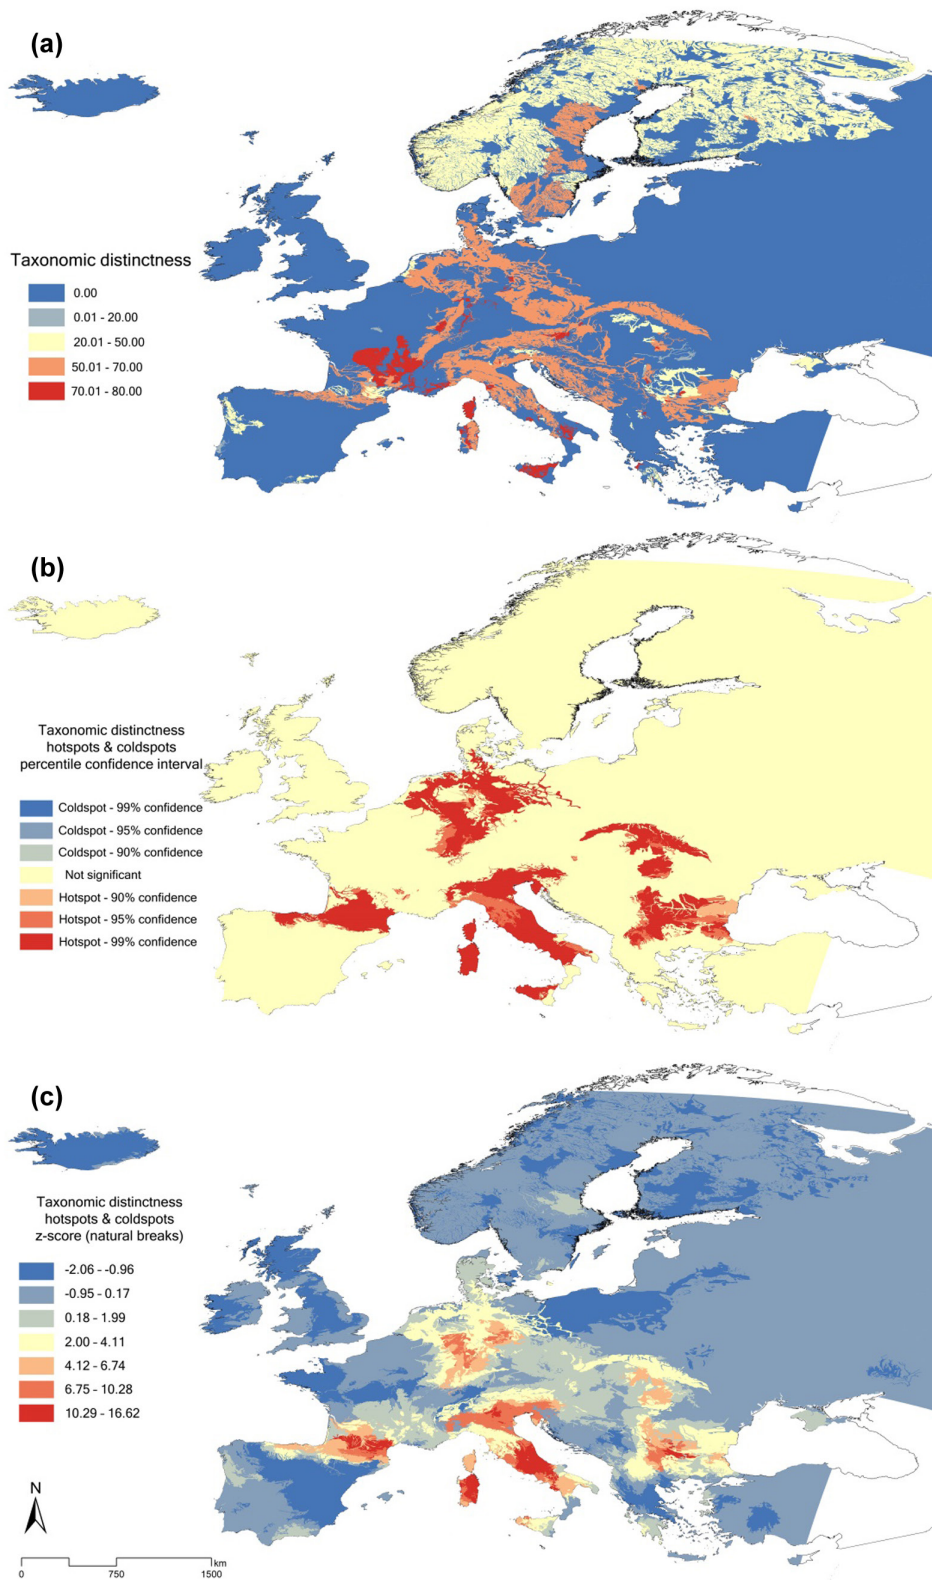 (a)
Taxonomic distinctness
0.00
0.01 - 20.00
20.01 - 50.00
50.01 - 70.00
70.01 - 80.00
(b)
Taxonomic distinctness
hotspots & coldspots
percentile confidence interval
Coldspot - 99% confidence
Coldspot - 95% confidence
Coldspot - 90% confidence
Not significant
Hotspot - 90% confidence
Hotspot - 95% confidence
Hotspot - 99% confidence
(c)
Taxonomic distinctness
hotspots & coldspots
z-score (natural breaks)
-2.06 - -0.96
-0.95 - 0.17
0.18 - 1.99
2.00 - 4.11
4.12 - 6.74
6.75 - 10.28
10.29 - 16.62
N
km
0 750 1500